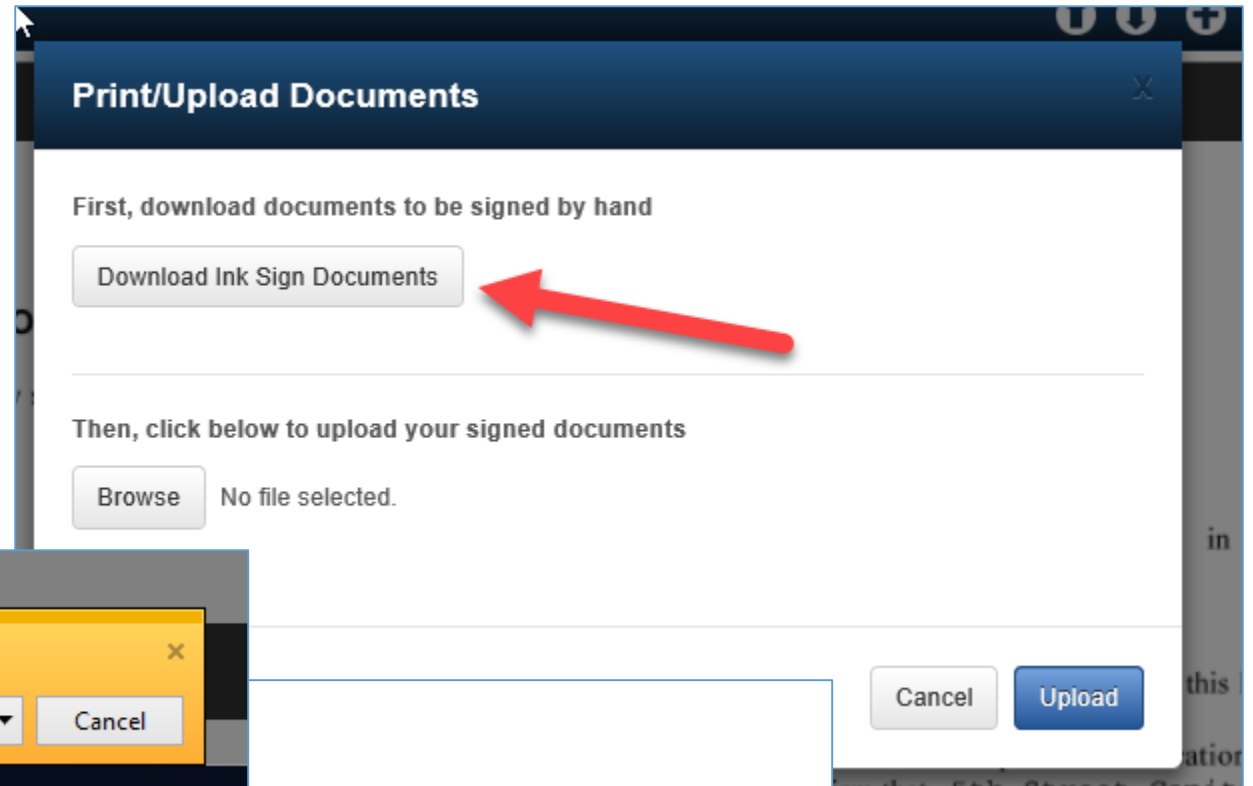 Print/Upload Documents
X
First, download documents to be signed by hand
Download Ink Sign Documents
Then, click below to upload your signed documents
Browse No file selected.
in
×
Cancel
Cancel Upload
this